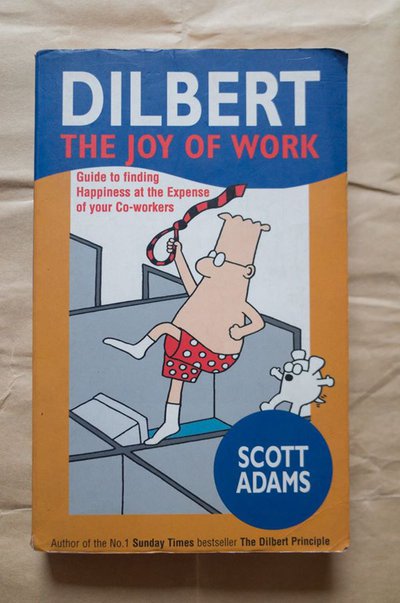 DILBERT
THE JOY OF WORK
Guide to finding
Happiness at the Expense
of your Co-workers
SCOTT
ADAMS
Author of the No.1 Sunday Times bestseller The Dilbert Principle